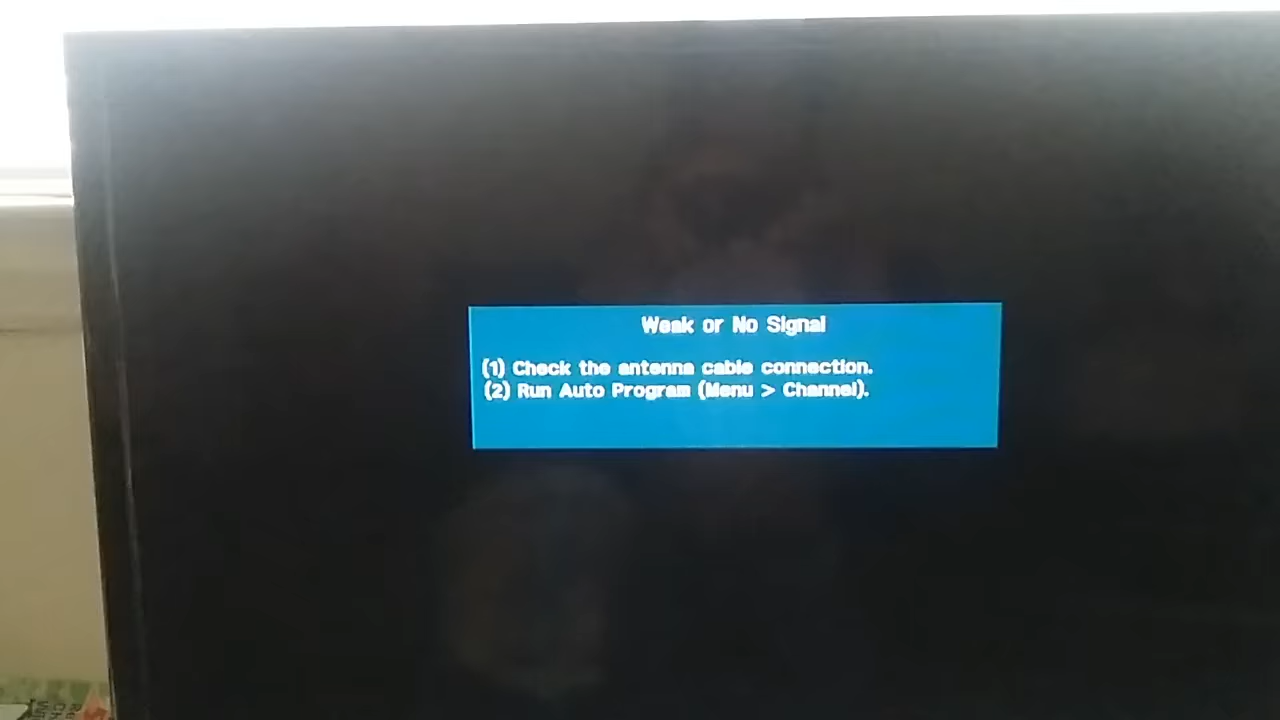 Weak or No Signal
(1) Check the antenna cable connection.
(2) Run Auto Program (Menu > Channel).